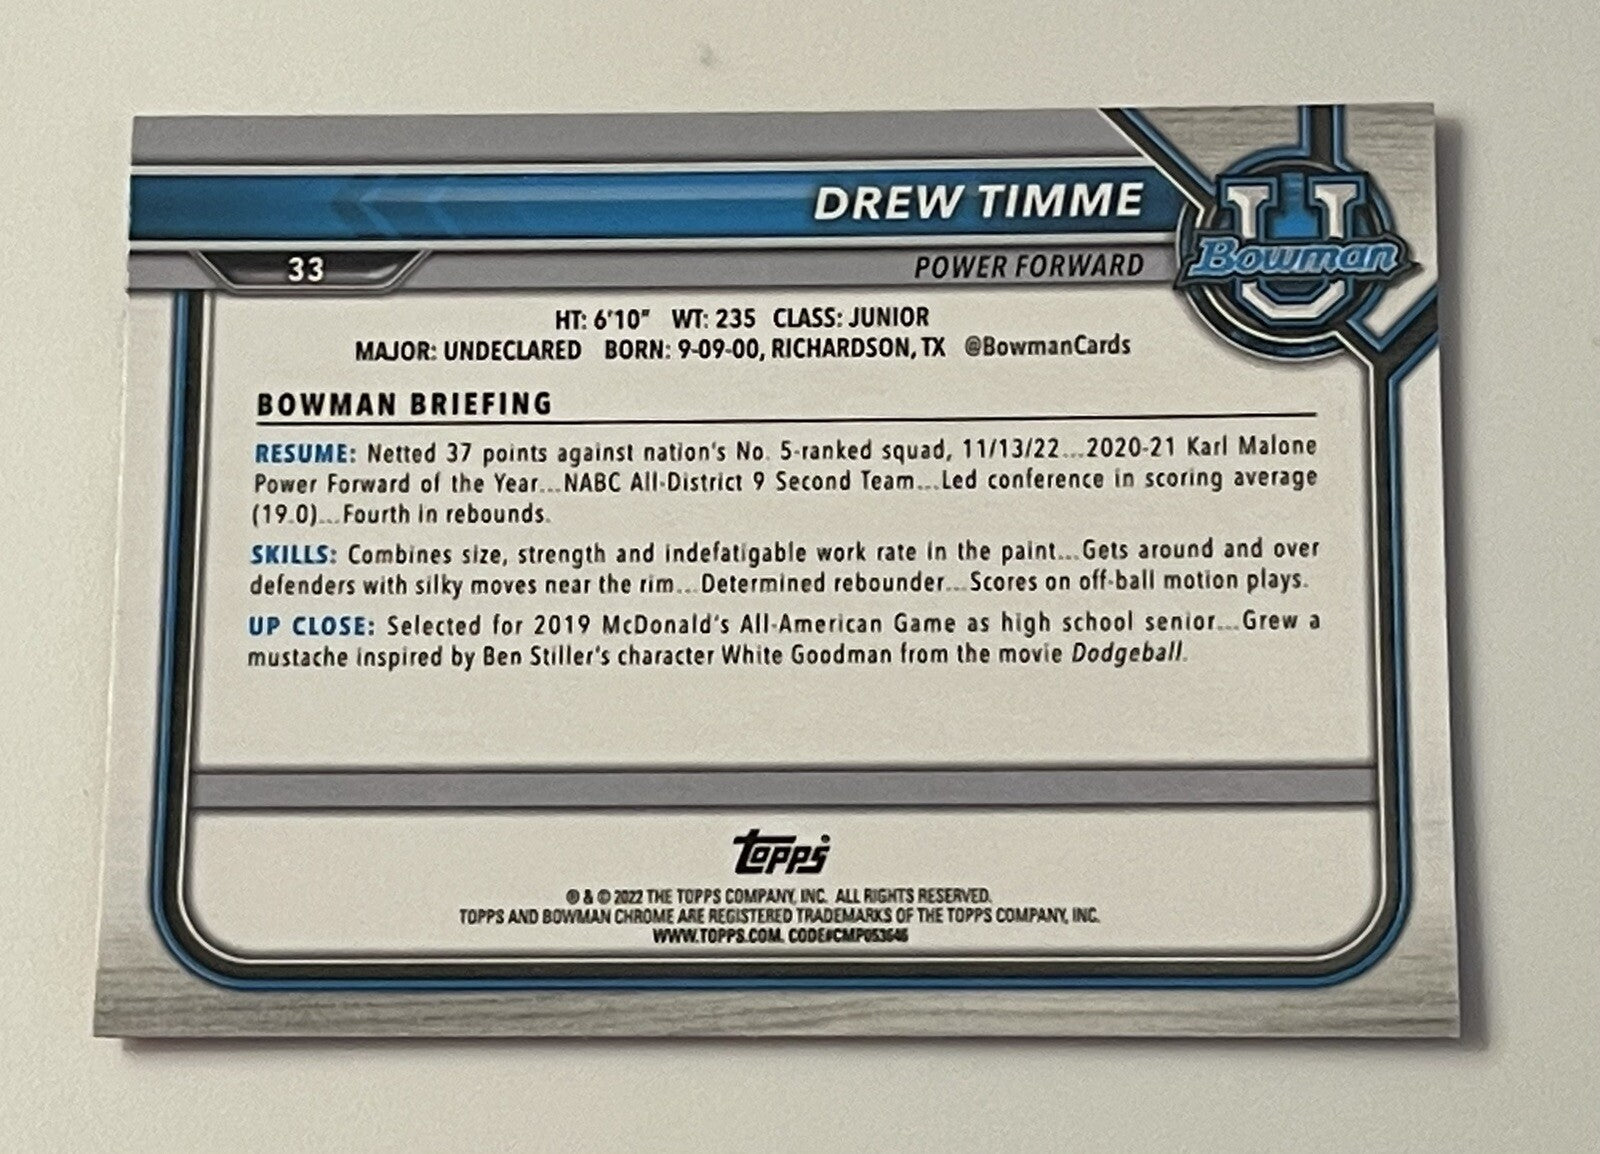 DREW TIMME
U
Bowman
33
POWER FORWARD
HT: 6'10" WT: 235 CLASS: JUNIOR
MAJOR: UNDECLARED BORN: 9-09-00, RICHARDSON, TX @BowmanCards
BOWMAN BRIEFING
RESUME: Netted 37 points against nation's No. 5-ranked squad, 11/13/22...2020-21 Karl Malone
Power Forward of the Year...NABC All-District 9 Second Team...Led conference in scoring average
(19.0)...Fourth in rebounds.
SKILLS: Combines size, strength and indefatigable work rate in the paint...Gets around and over
defenders with silky moves near the rim...Determined rebounder...Scores on off-ball motion plays.
UP CLOSE: Selected for 2019 McDonald's All-American Game as high school senior...Grew a
mustache inspired by Ben Stiller's character White Goodman from the movie Dodgeball.
topps
® & © 2022 THE TOPPS COMPANY, INC. ALL RIGHTS RESERVED.
TOPPS AND BOWMAN CHROME ARE REGISTERED TRADEMARKS OF THE TOPPS COMPANY, INC.
WWW.TOPPS.COM. CODE#CMP053646